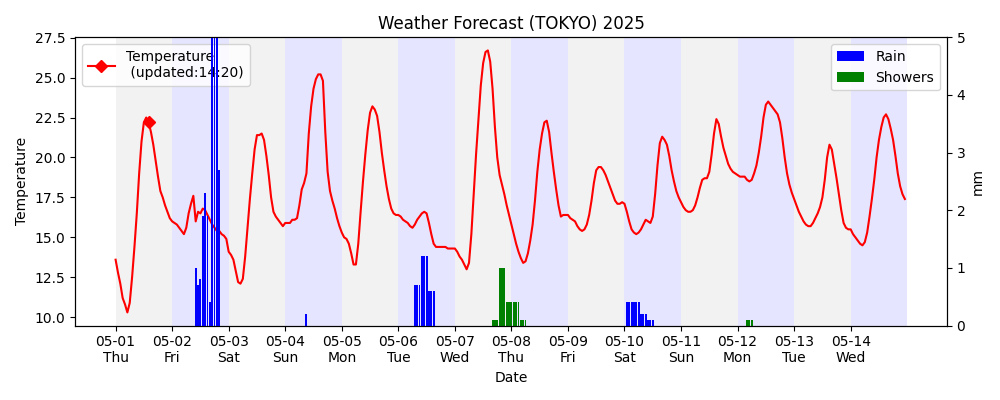 Weather Forecast (TOKYO) 2025
Temperature
(updated:14:20)
Rain
Showers
27.5
25.0
22.5
20.0
17.5
15.0
12.5
10.0
Temperature
5
4
3
2
1
0
mm
05-01 05-02 05-03 05-04 05-05 05-06 05-07 05-08 05-09 05-10 05-11 05-12 05-13 05-14
Thu Fri Sat Sun Mon Tue Wed Thu Fri Sat Sun Mon Tue Wed
Date